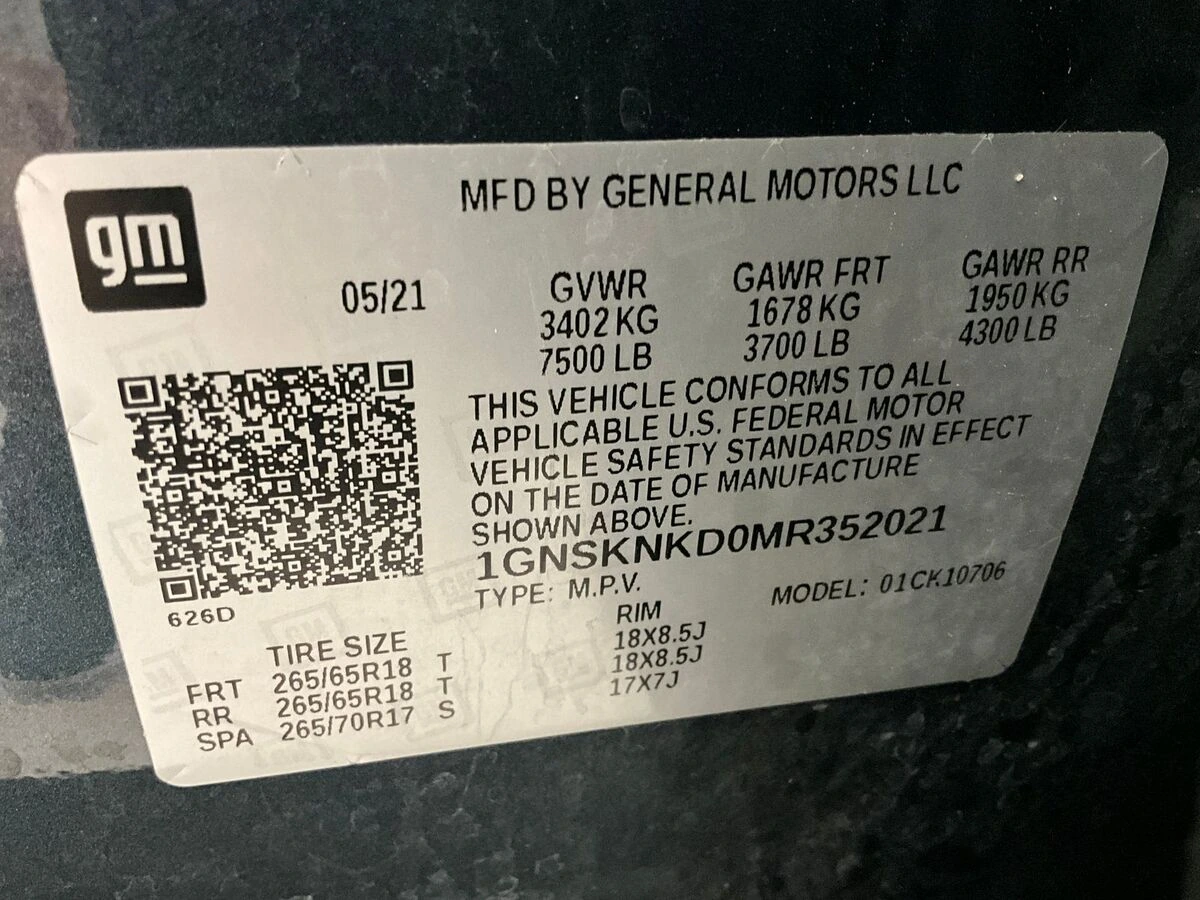 gm
MFD BY GENERAL MOTORS LLC
05/21
GVWR GAWR FRT GAWR RR
3402 KG 1678 KG 1950 KG
7500 LB 3700 LB 4300 LB
THIS VEHICLE CONFORMS TO ALL
APPLICABLE U.S. FEDERAL MOTOR
VEHICLE SAFETY STANDARDS IN EFFECT
ON THE DATE OF MANUFACTURE
SHOWN ABOVE.
1GNSKNKD0MR352021
TYPE: M.P.V. MODEL: 01CK10706
626D
TIRE SIZE RIM
FRT 265/65R18 T 18X8.5J
RR 265/65R18 T 18X8.5J
SPA 265/70R17 S 17X7J